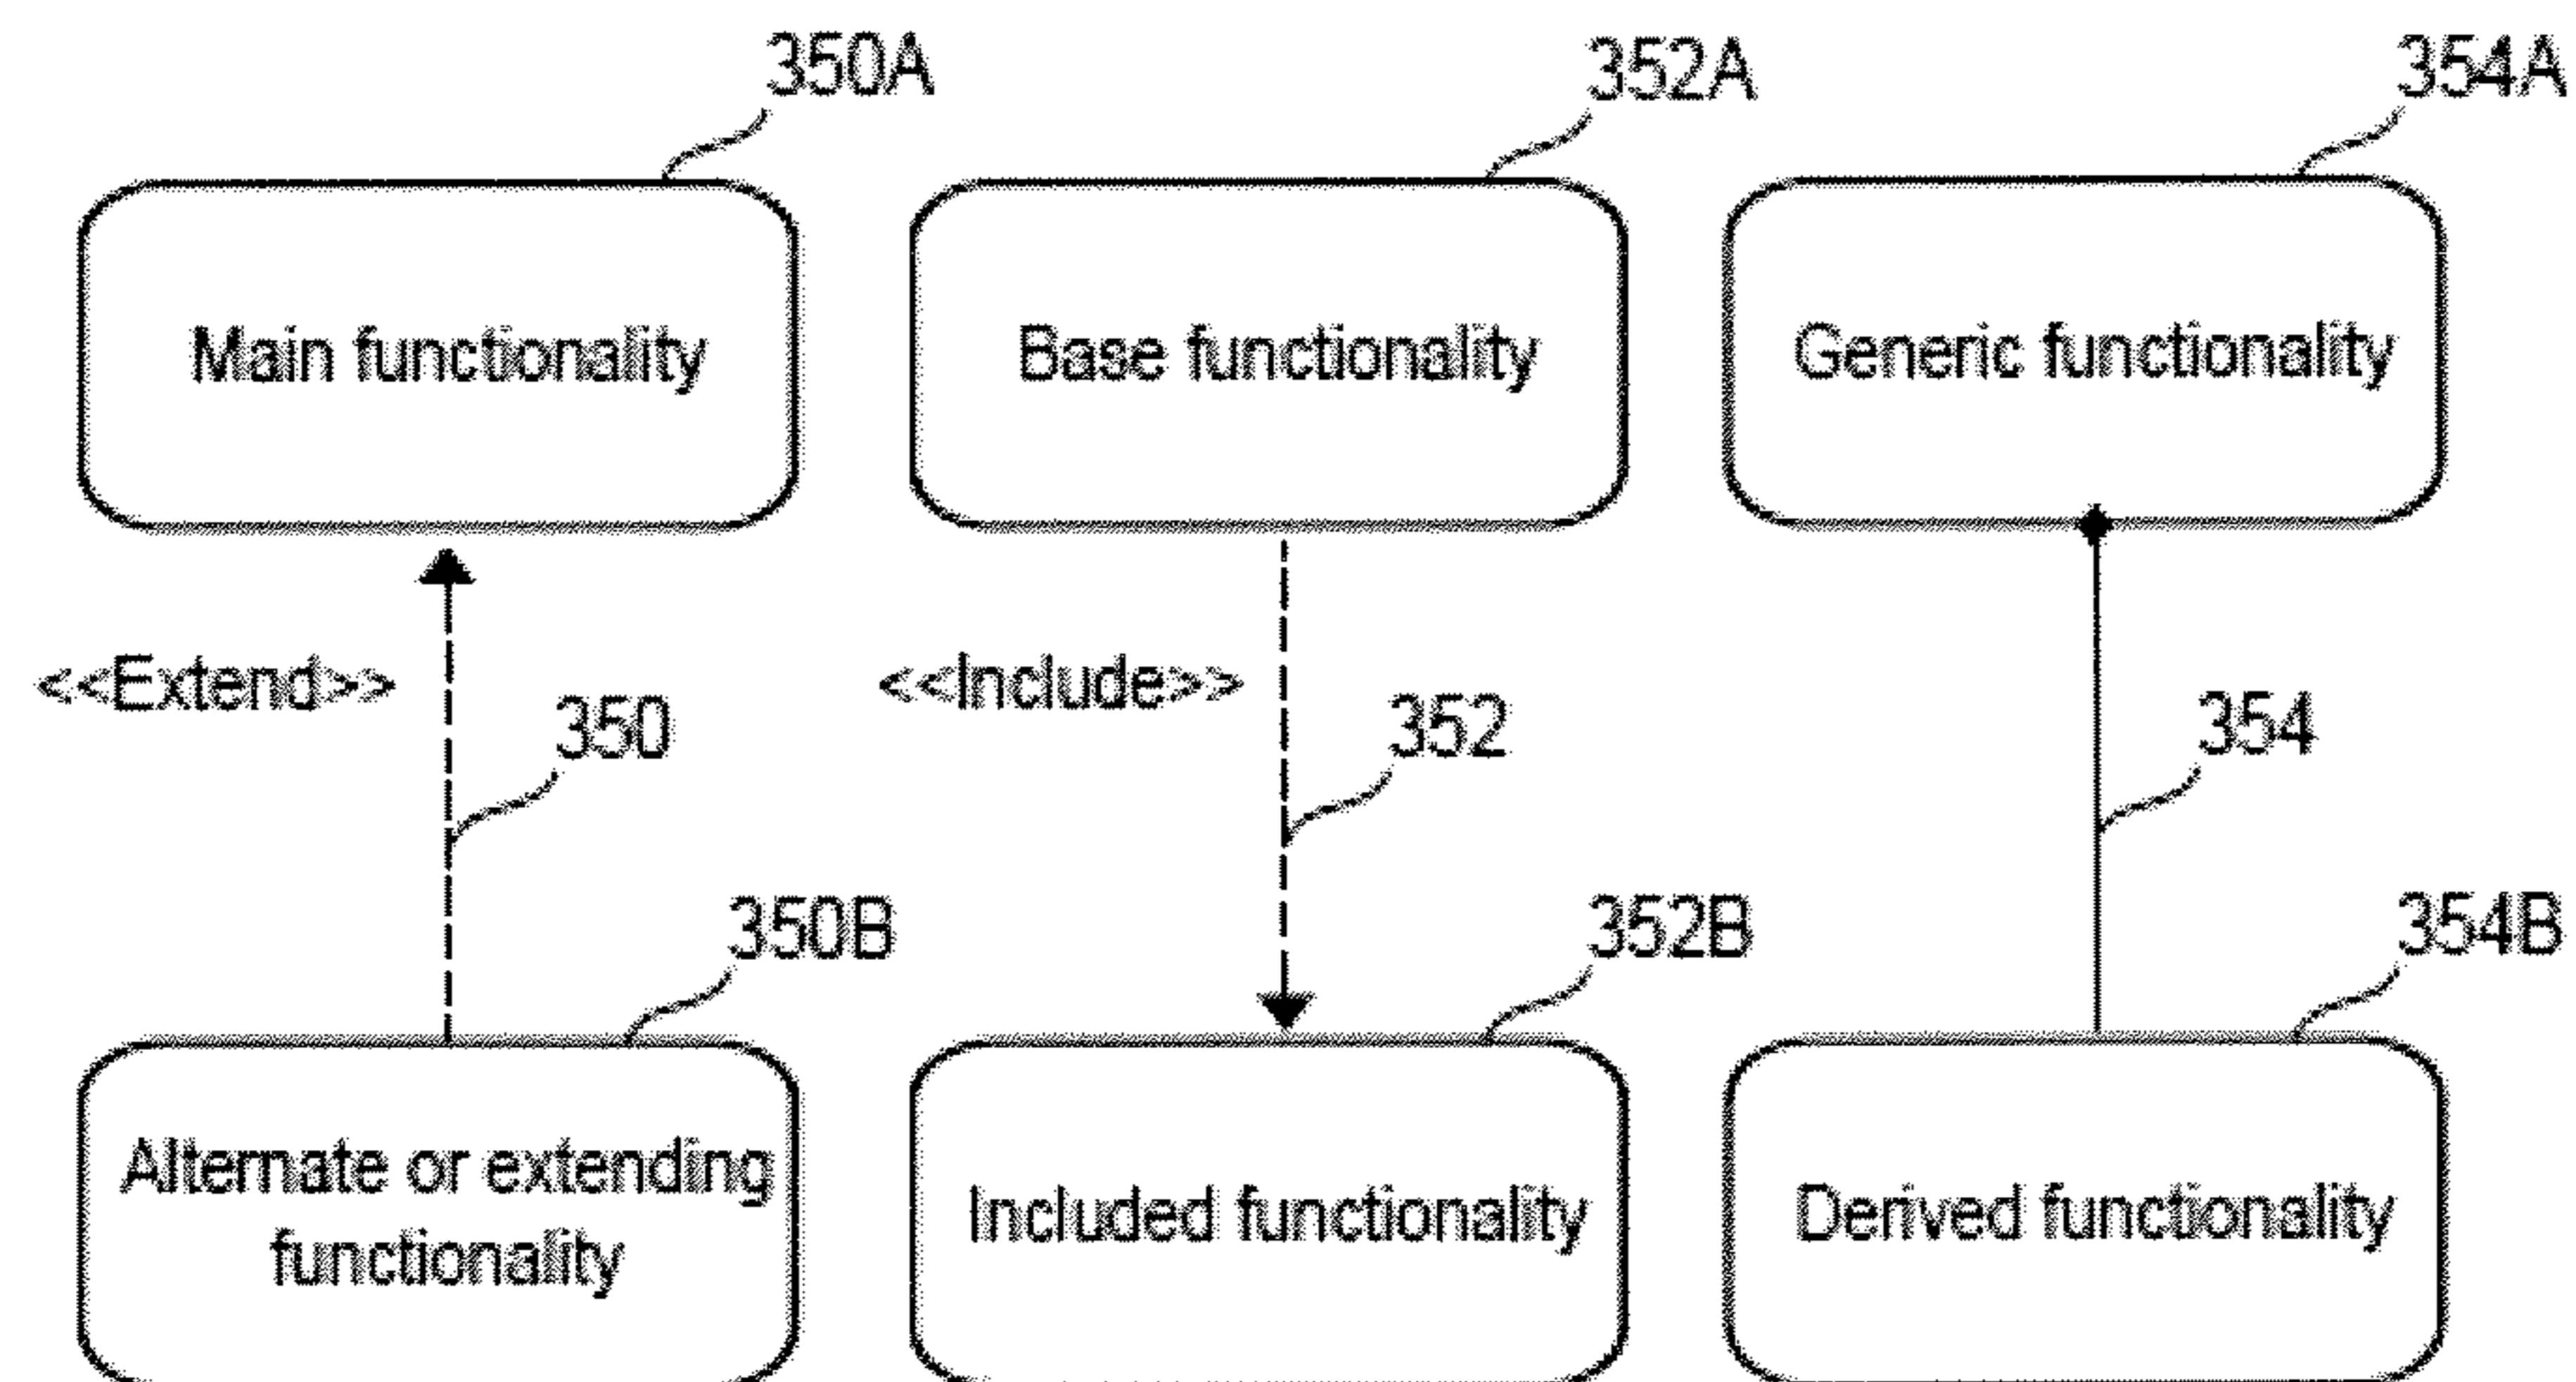 350A
352A
354A
Main functionality
Base functionality
Generic functionality
<<Extend>>
350
<<Include>>
352
354
350B
352B
354B
Alternate or extending
functionality
Included functionality
Derived functionality